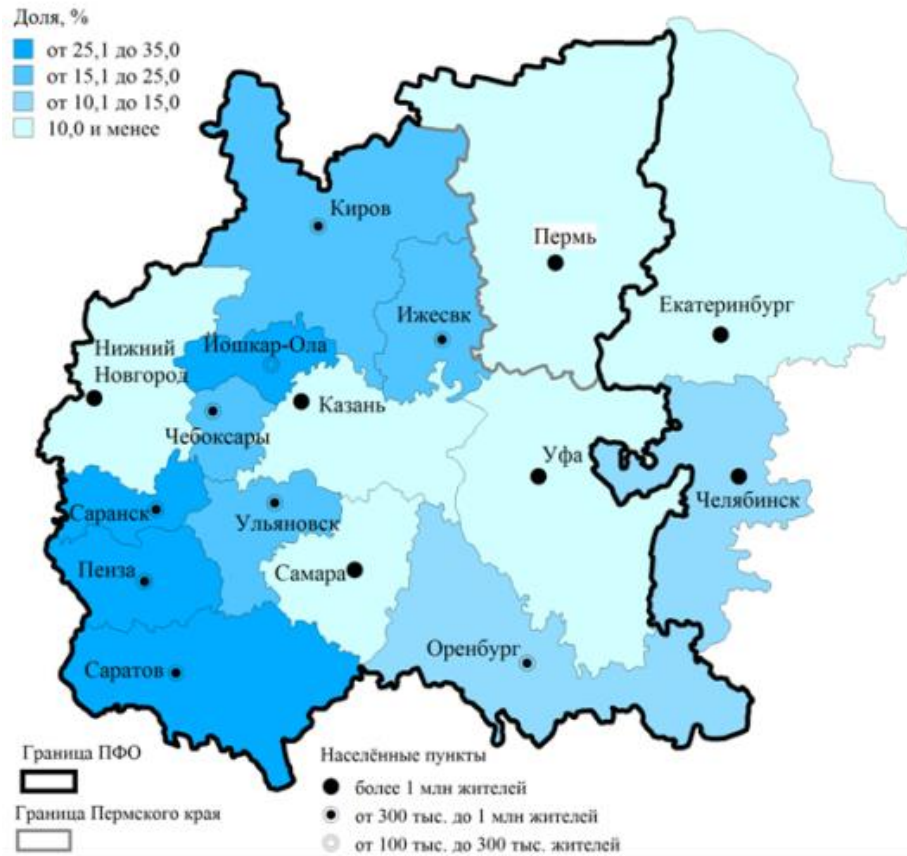 Доля, %
от 25,1 до 35,0
от 15,1 до 25,0
от 10,1 до 15,0
10,0 и менее
Киров
Пермь
Екатеринбург
Ижесвк
Нижний
Новгород
Йошкар-Ола
Казань
Чебоксары
Уфа
Челябинск
Саранск
Ульяновск
Самара
Пенза
Оренбург
Саратов
Граница ПФО
Граница Пермского края
Населённые пункты
более 1 млн жителей
от 300 тыс. до 1 млн жителей
от 100 тыс. до 300 тыс. жителей